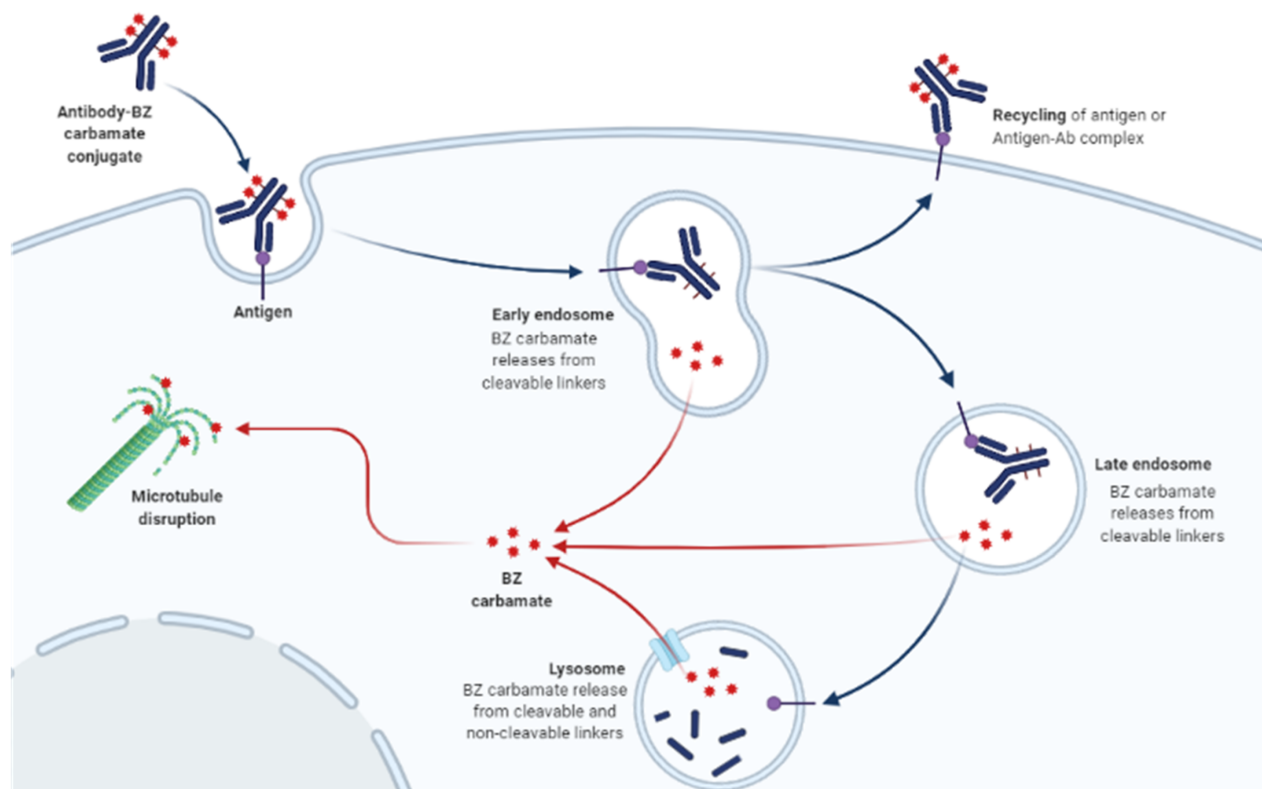 Antibody-BZ
carbamate
conjugate
Antigen
Recycling of antigen or
Antigen-Ab complex
Early endosome
BZ carbamate
releases from
cleavable linkers
Late endosome
BZ carbamate
releases from
cleavable linkers
Microtubule
disruption
BZ
carbamate
Lysosome
BZ carbamate release
from cleavable and
non-cleavable linkers